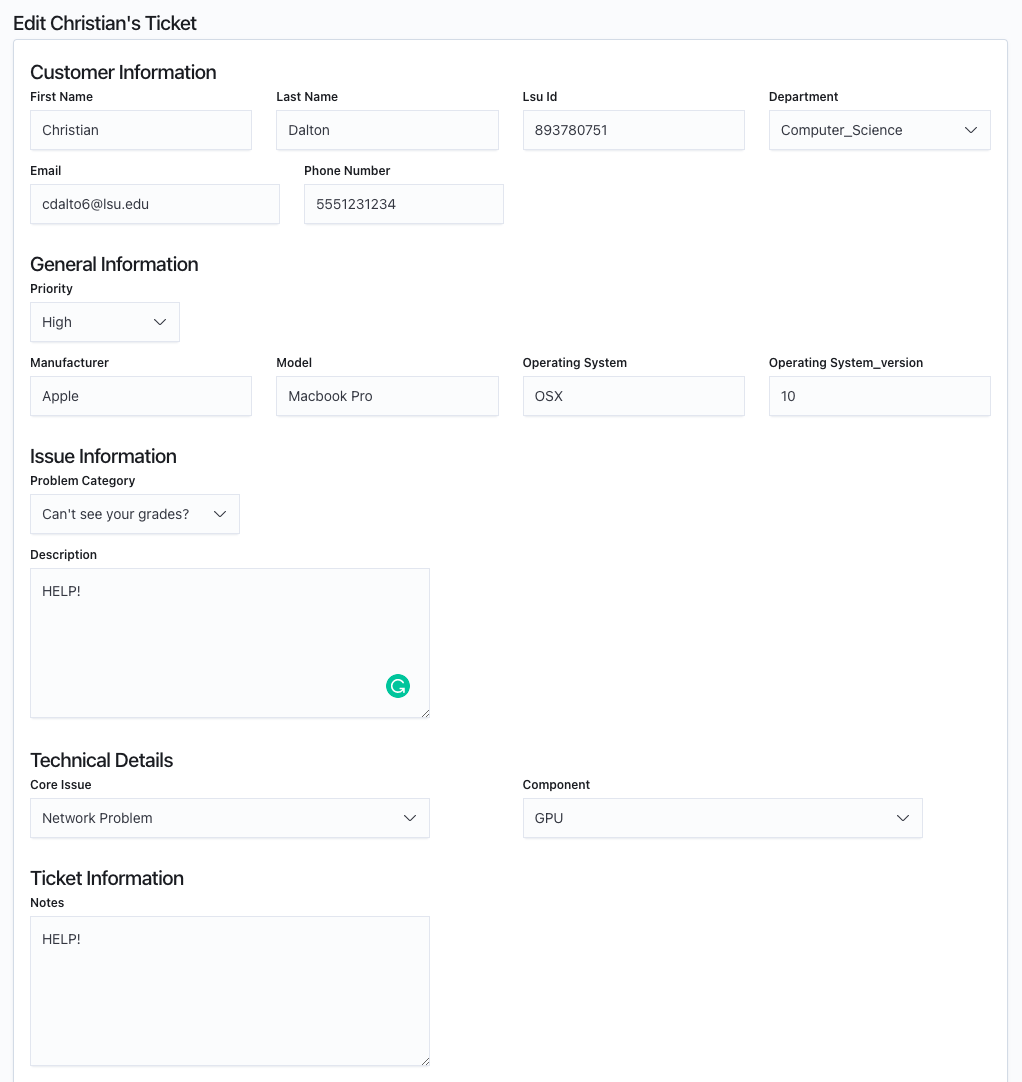 Edit Christian's Ticket
Customer Information
First Name Last Name Lsu Id Department
Christian Dalton 893780751 Computer_Science
Email Phone Number
cdalto6@lsu.edu 5551231234
General Information
Priority
High
Manufacturer Model Operating System Operating System_version
Apple Macbook Pro OSX 10
Issue Information
Problem Category
Can't see your grades?
Description
HELP!
Technical Details
Core Issue Component
Network Problem GPU
Ticket Information
Notes
HELP!